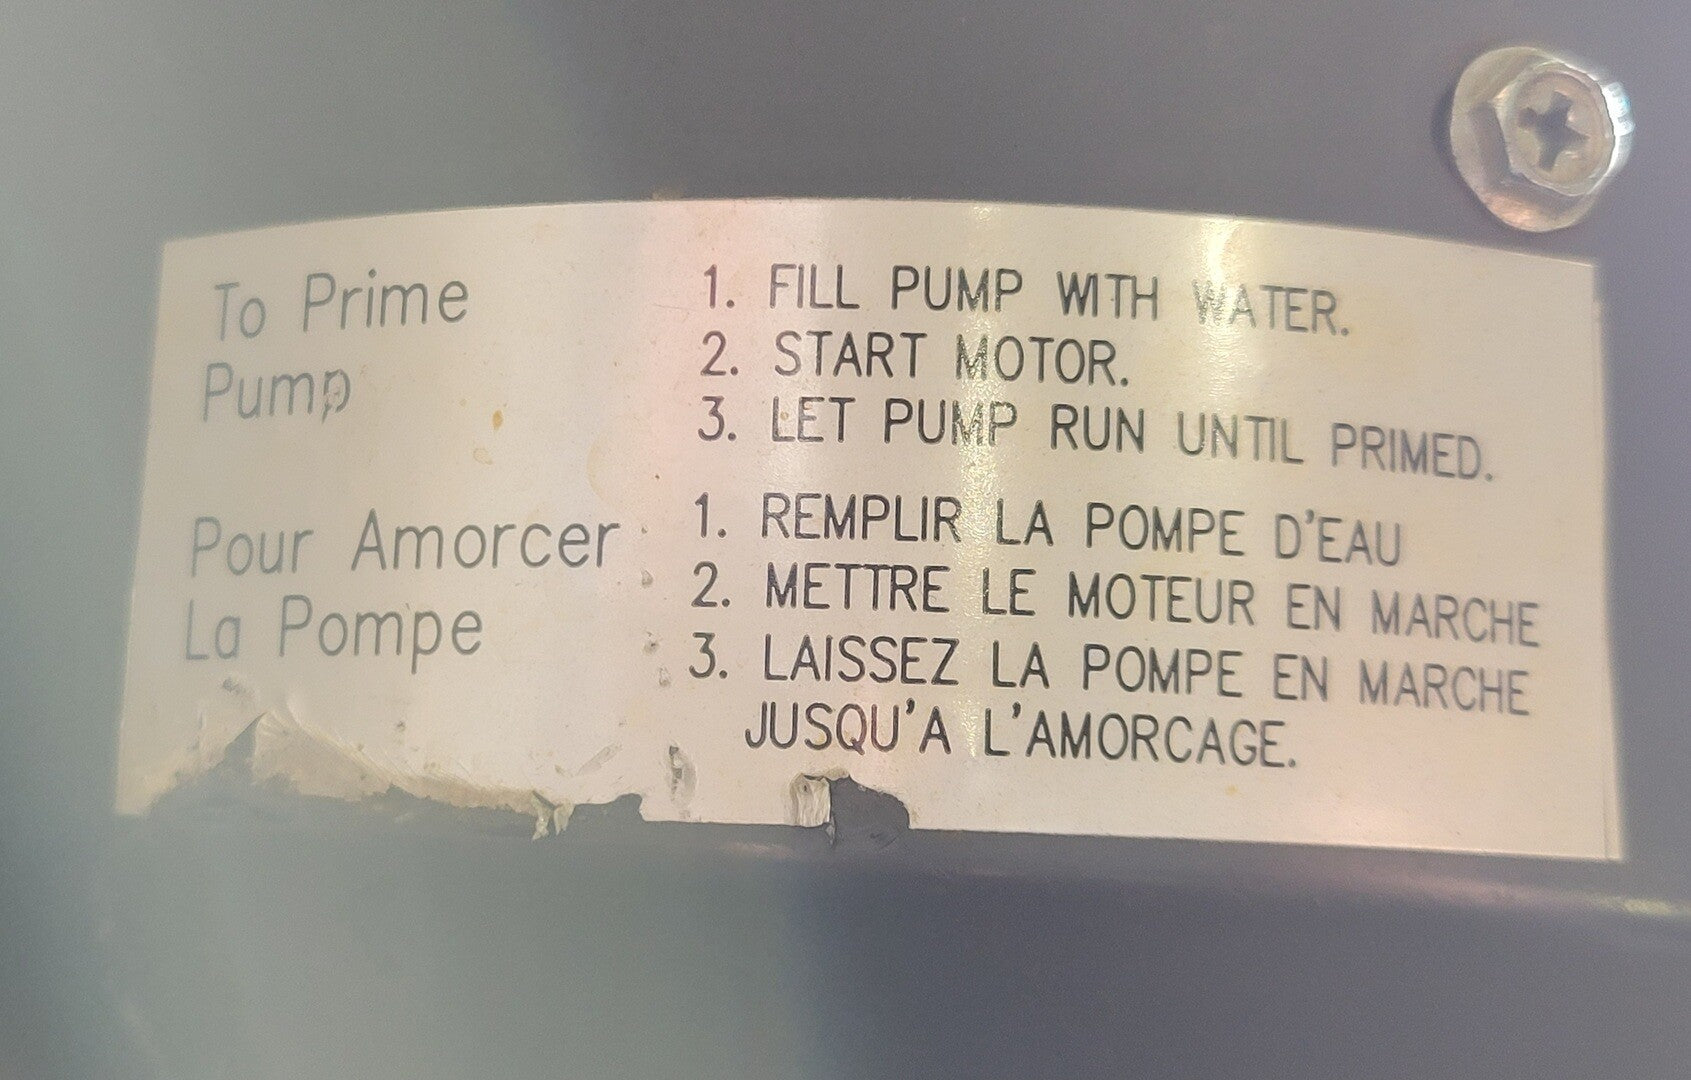 To Prime
Pump
1. FILL PUMP WITH WATER.
2. START MOTOR.
3. LET PUMP RUN UNTIL PRIMED.
Pour Amorcer
La Pompe
1. REMPLIR LA POMPE D'EAU
2. METTRE LE MOTEUR EN MARCHE
3. LAISSEZ LA POMPE EN MARCHE
JUSQU'A L'AMORCAGE.